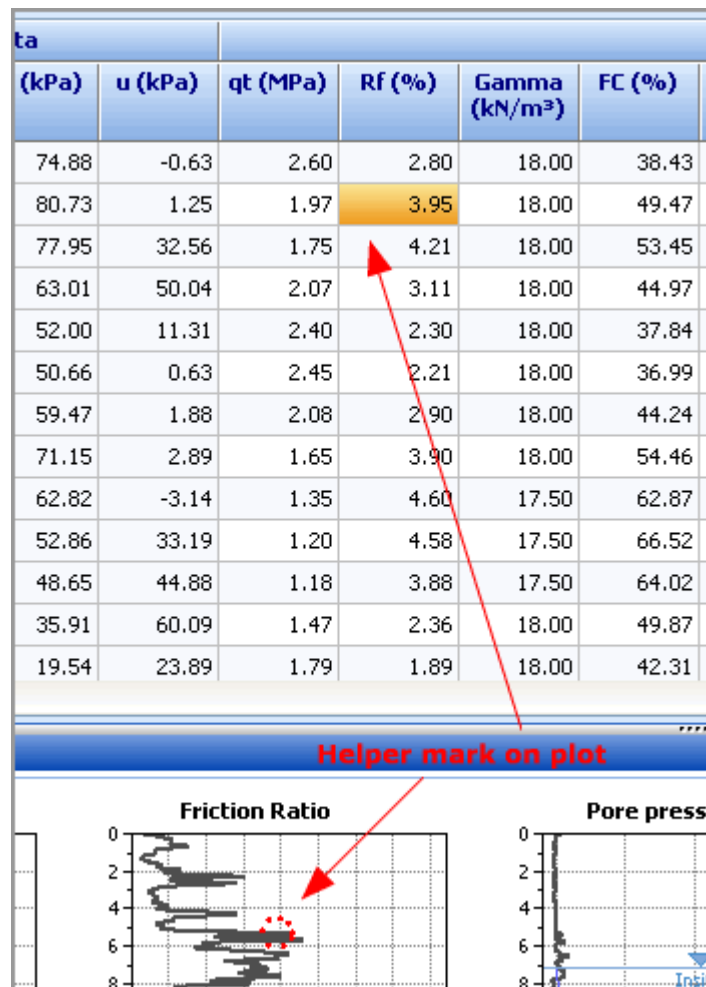 ta
(kPa) u (kPa) qt (MPa) Rf (%) Gamma (kN/m³) FC (%)
74.88 -0.63 2.60 2.80 18.00 38.43
80.73 1.25 1.97 3.95 18.00 49.47
77.95 32.56 1.75 4.21 18.00 53.45
63.01 50.04 2.07 3.11 18.00 44.97
52.00 11.31 2.40 2.30 18.00 37.84
50.66 0.63 2.45 2.21 18.00 36.99
59.47 1.88 2.08 2.90 18.00 44.24
71.15 2.89 1.65 3.90 18.00 54.46
62.82 -3.14 1.35 4.60 17.50 62.87
52.86 33.19 1.20 4.58 17.50 66.52
48.65 44.88 1.18 3.88 17.50 64.02
35.91 60.09 1.47 2.36 18.00 49.87
19.54 23.89 1.79 1.89 18.00 42.31
Helper mark on plot
Friction Ratio Pore press
0 0
2 2
4 4
6 6
8 8
Insi